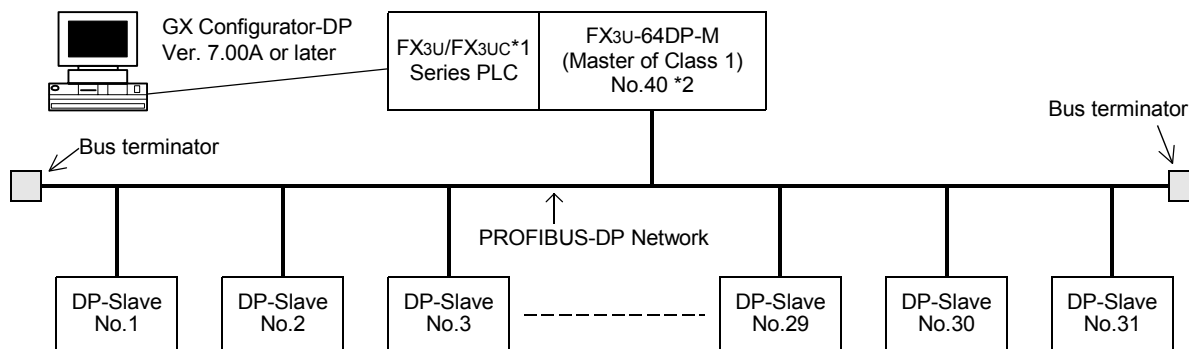 GX Configurator-DP
Ver. 7.00A or later
FX3U/FX3UC*1
Series PLC
FX3U-64DP-M
(Master of Class 1)
No.40 *2
Bus terminator
Bus terminator
PROFIBUS-DP Network
DP-Slave
No.1
DP-Slave
No.2
DP-Slave
No.3
DP-Slave
No.29
DP-Slave
No.30
DP-Slave
No.31